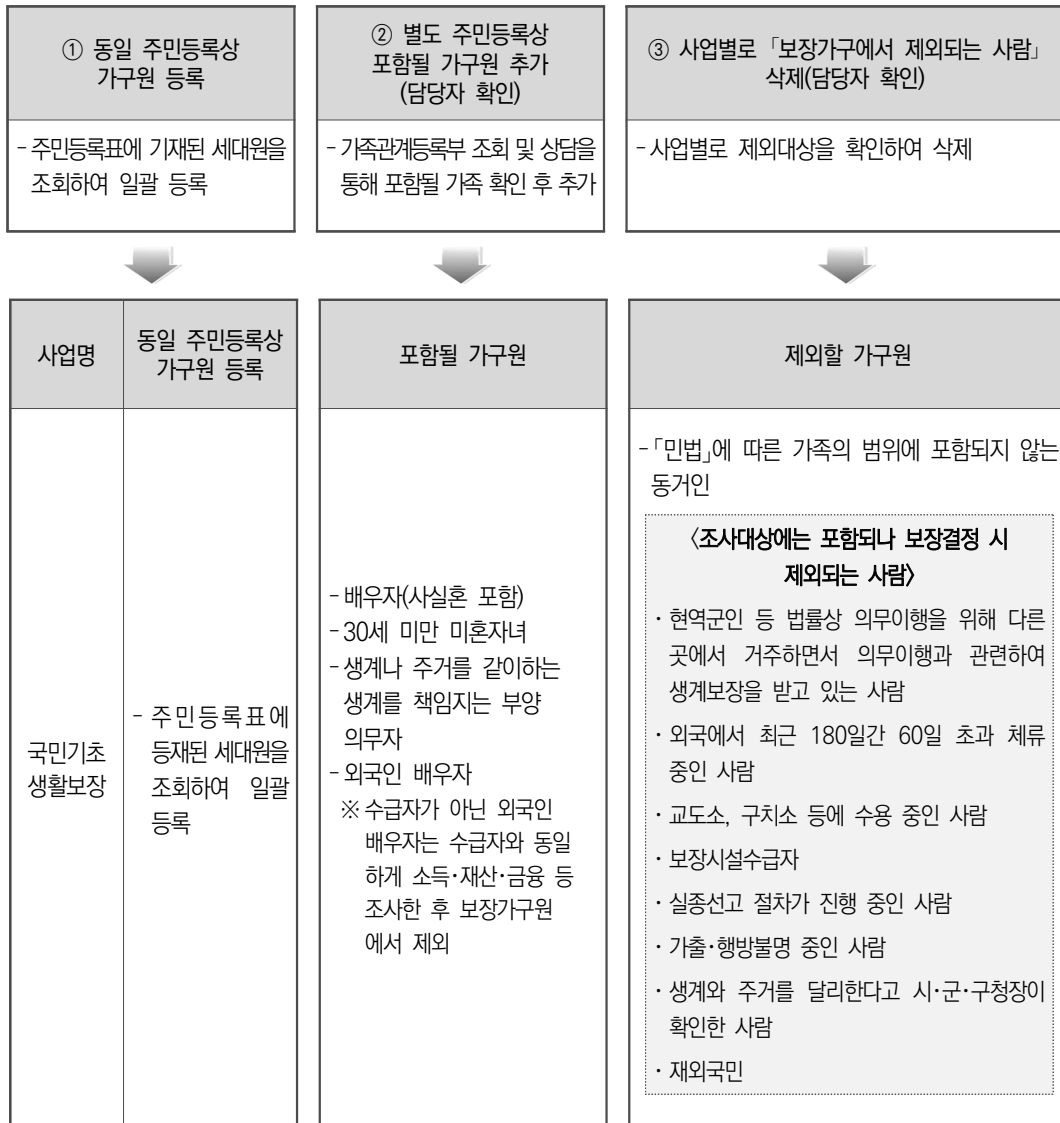 ① 동일 주민등록상
가구원 등록
② 별도 주민등록상
포함될 가구원 추가
(담당자 확인)
③ 사업별로 「보장가구에서 제외되는 사람」
삭제(담당자 확인)
- 주민등록표에 기재된 세대원을
조회하여 일괄 등록
- 가족관계등록부 조회 및 상담을
통해 포함될 가족 확인 후 추가
- 사업별로 제외대상을 확인하여 삭제
사업명
동일 주민등록상
가구원 등록
포함될 가구원
제외할 가구원
국민기초
생활보장
- 주민등록표에
등재된 세대원을
조회하여 일괄
등록
- 배우자(사실혼 포함)
- 30세 미만 미혼자녀
- 생계나 주거를 같이하는
생계를 책임지는 부양
의무자
- 외국인 배우자
※ 수급자가 아닌 외국인
배우자는 수급자와 동일
하게 소득·재산·금융 등
조사한 후 보장가구원
에서 제외
- 「민법」에 따른 가족의 범위에 포함되지 않는
동거인
〈조사대상에는 포함되나 보장결정 시
제외되는 사람〉
· 현역군인 등 법률상 의무이행을 위해 다른
곳에서 거주하면서 의무이행과 관련하여
생계보장을 받고 있는 사람
· 외국에서 최근 180일간 60일 초과 체류
중인 사람
· 교도소, 구치소 등에 수용 중인 사람
· 보장시설수급자
· 실종선고 절차가 진행 중인 사람
· 가출·행방불명 중인 사람
· 생계와 주거를 달리한다고 시·군·구청장이
확인한 사람
· 재외국민